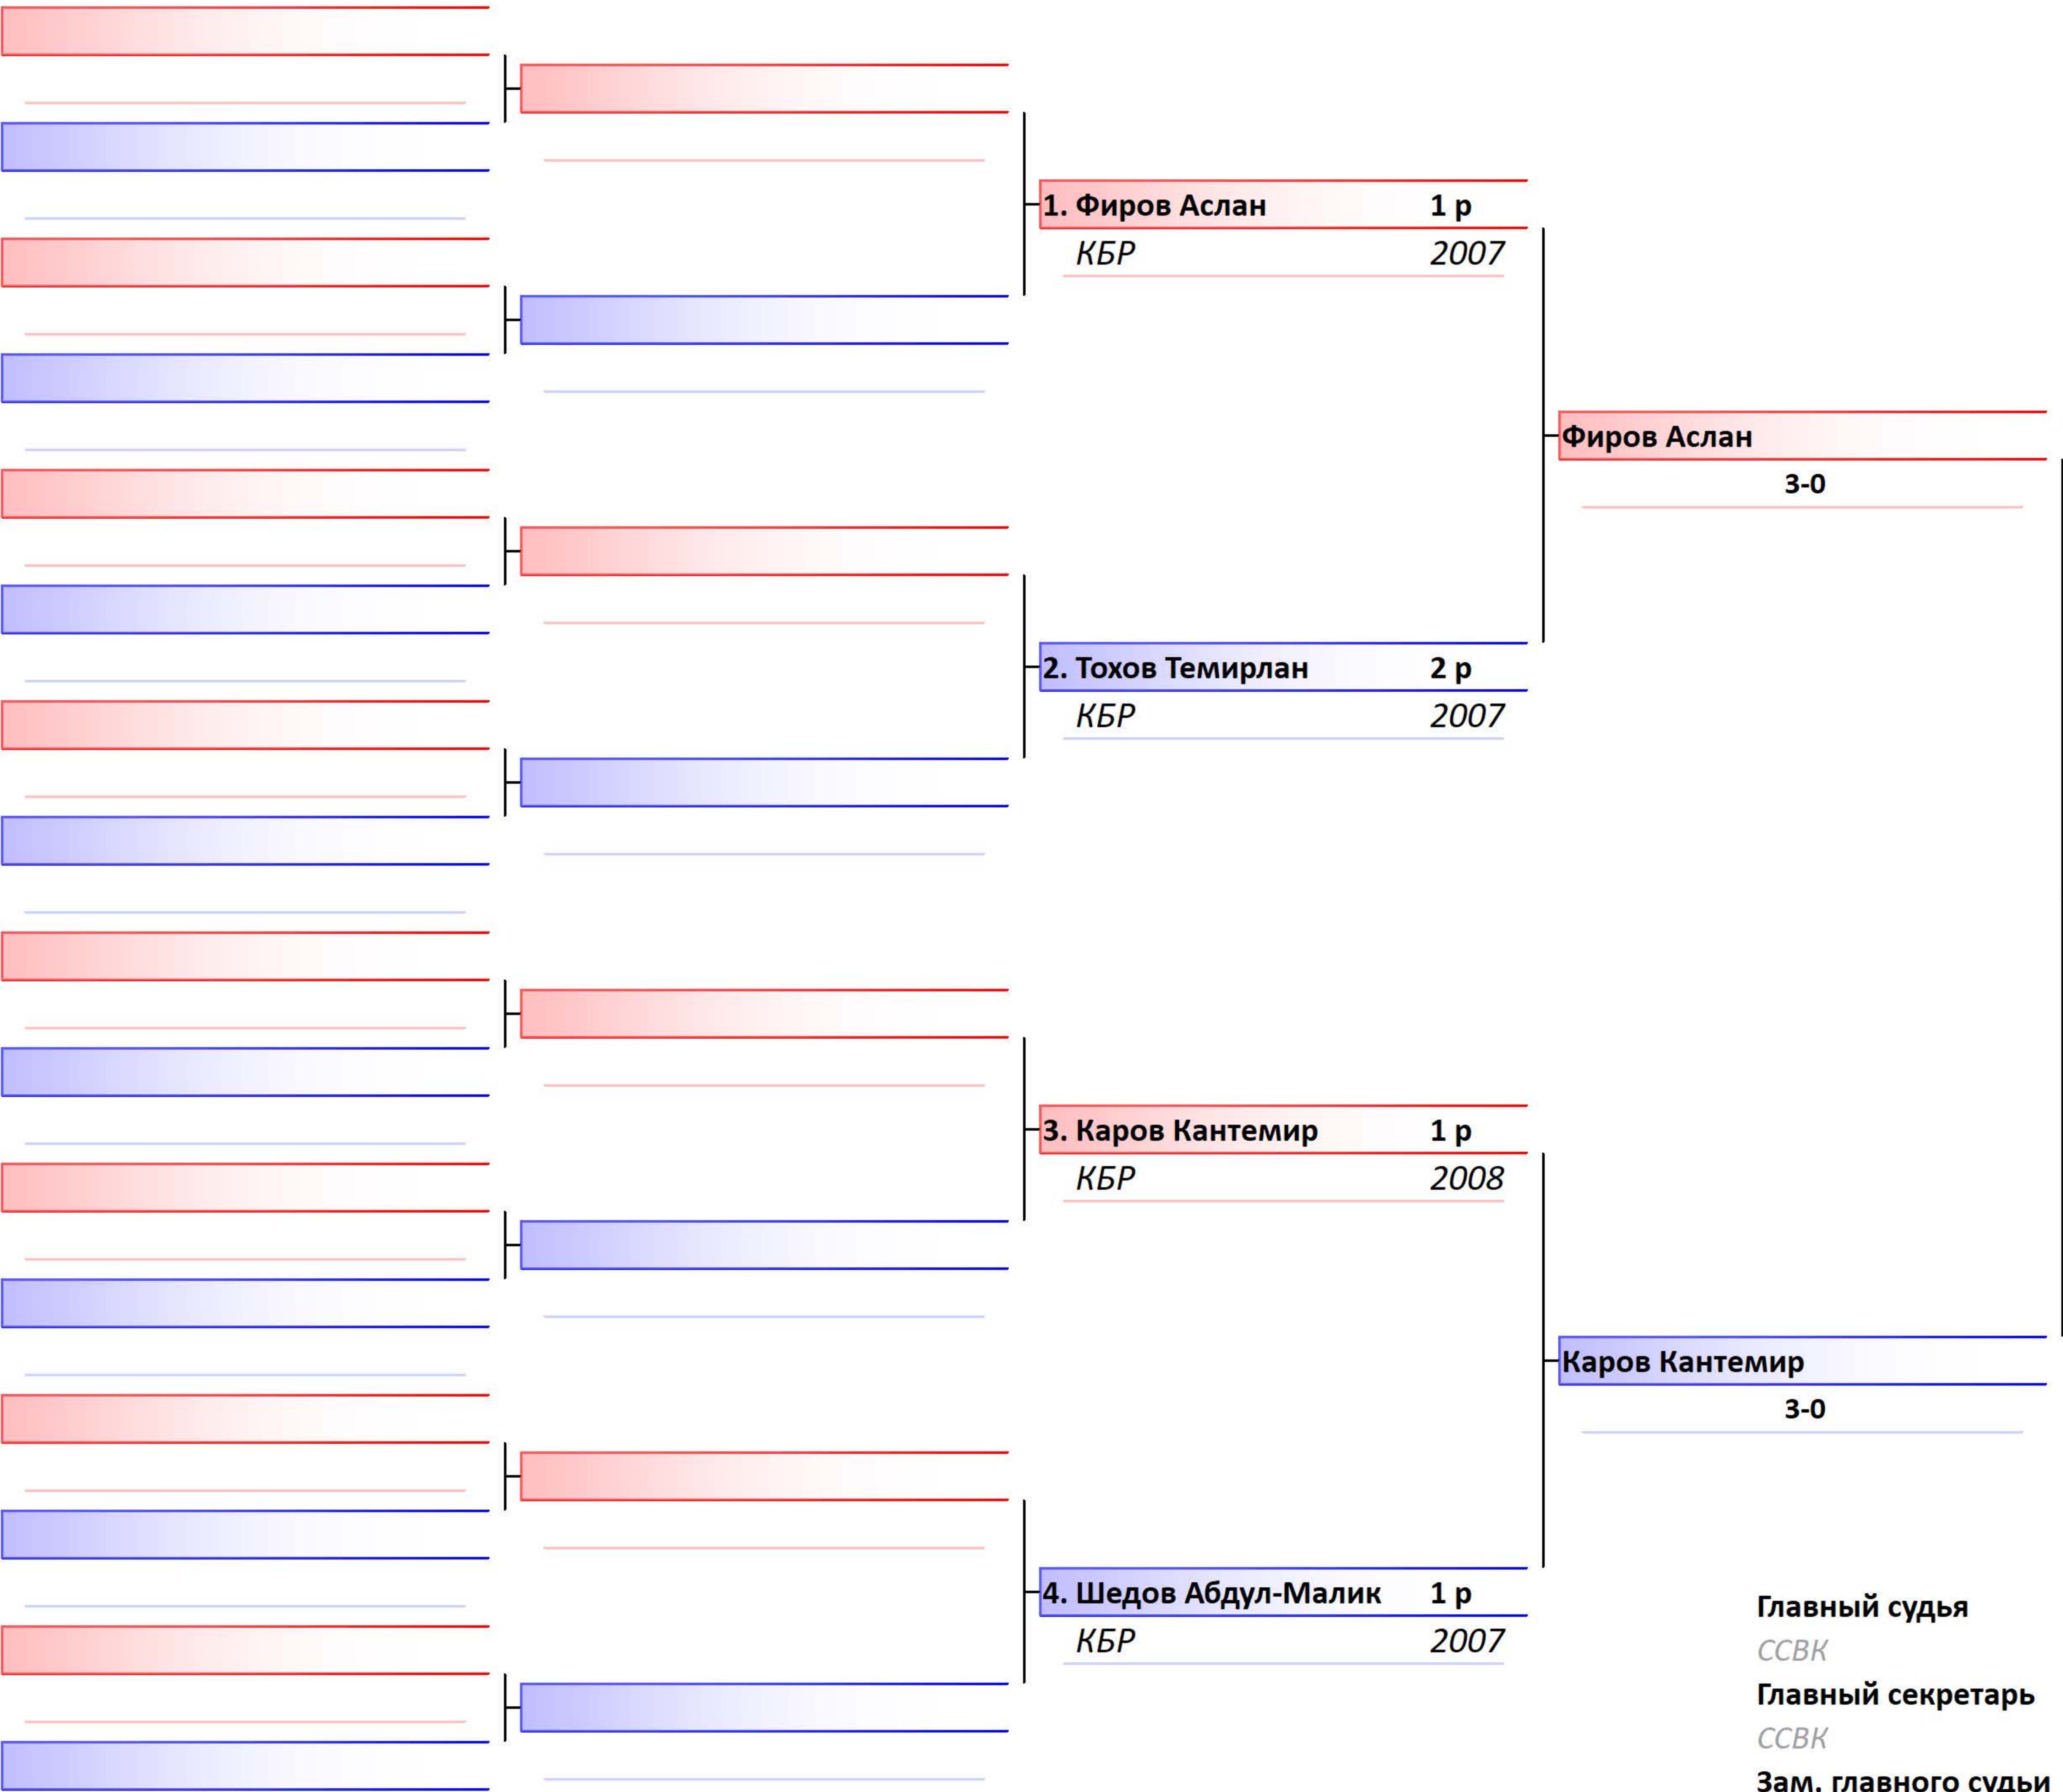 1. Фиров Аслан 1 р
КБР 2007
Фиров Аслан
3-0
2. Тохов Темирлан 2 р
КБР 2007
3. Каров Кантемир 1 р
КБР 2008
Каров Кантемир
3-0
4. Шедов Абдул-Малик 1 р
КБР 2007
Главный судья
ССВК
Главный секретарь
ССВК
Зам. главного судьи